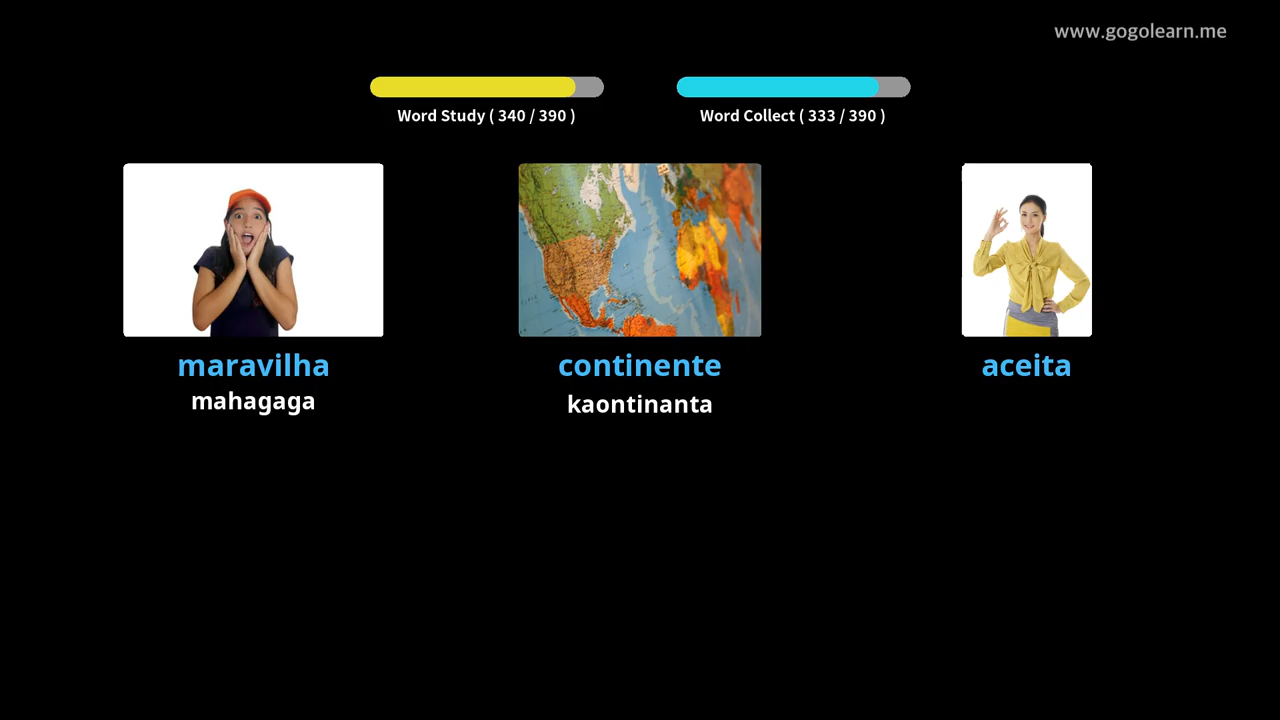 www.gogolearn.me
Word Study ( 340 / 390 )
Word Collect ( 333 / 390 )
maravilha
mahagaga
continente
kaontinanta
aceita